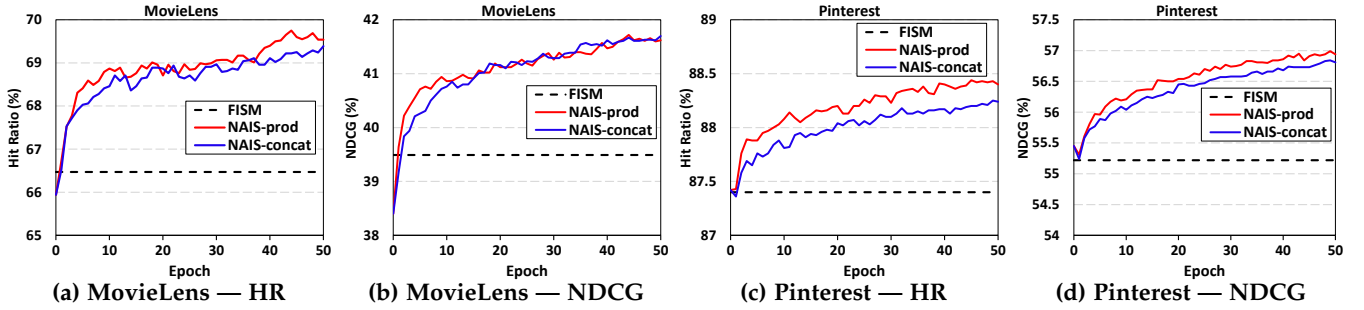 MovieLens
Hit Ratio (%)
70
69
68
67
66
65
FISM
NAIS-prod
NAIS-concat
0 10 20 30 40 50
Epoch
(a) MovieLens — HR
MovieLens
NDCG (%)
42
41
40
39
38
FISM
NAIS-prod
NAIS-concat
0 10 20 30 40 50
Epoch
(b) MovieLens — NDCG
Pinterest
Hit Ratio (%)
89
88.5
88
87.5
87
FISM
NAIS-prod
NAIS-concat
0 10 20 30 40 50
Epoch
(c) Pinterest — HR
Pinterest
NDCG (%)
57.5
57
56.5
56
55.5
55
54.5
54
FISM
NAIS-prod
NAIS-concat
0 10 20 30 40 50
Epoch
(d) Pinterest — NDCG